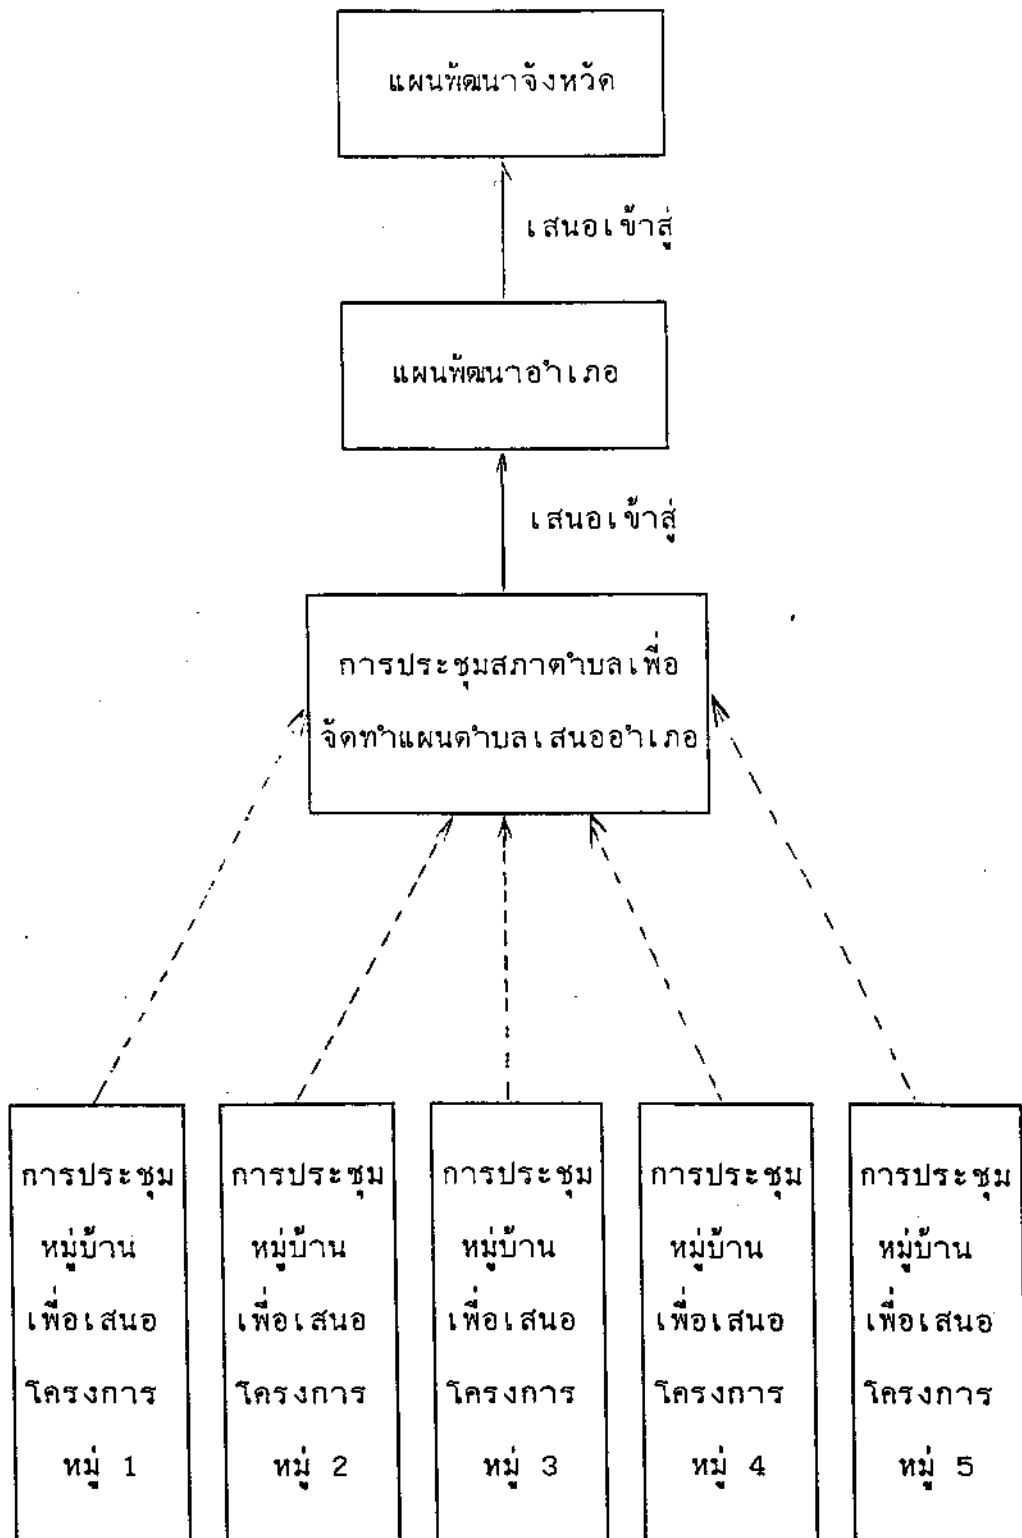 แผนพัฒนาจังหวัด
เสนอเข้าสู่
แผนพัฒนาอำเภอ
เสนอเข้าสู่
การประชุมสภาตำบลเพื่อ
จัดทำแผนตำบลเสนออำเภอ
การประชุม
หมู่บ้าน
เพื่อเสนอ
โครงการ
หมู่ 1
การประชุม
หมู่บ้าน
เพื่อเสนอ
โครงการ
หมู่ 2
การประชุม
หมู่บ้าน
เพื่อเสนอ
โครงการ
หมู่ 3
การประชุม
หมู่บ้าน
เพื่อเสนอ
โครงการ
หมู่ 4
การประชุม
หมู่บ้าน
เพื่อเสนอ
โครงการ
หมู่ 5